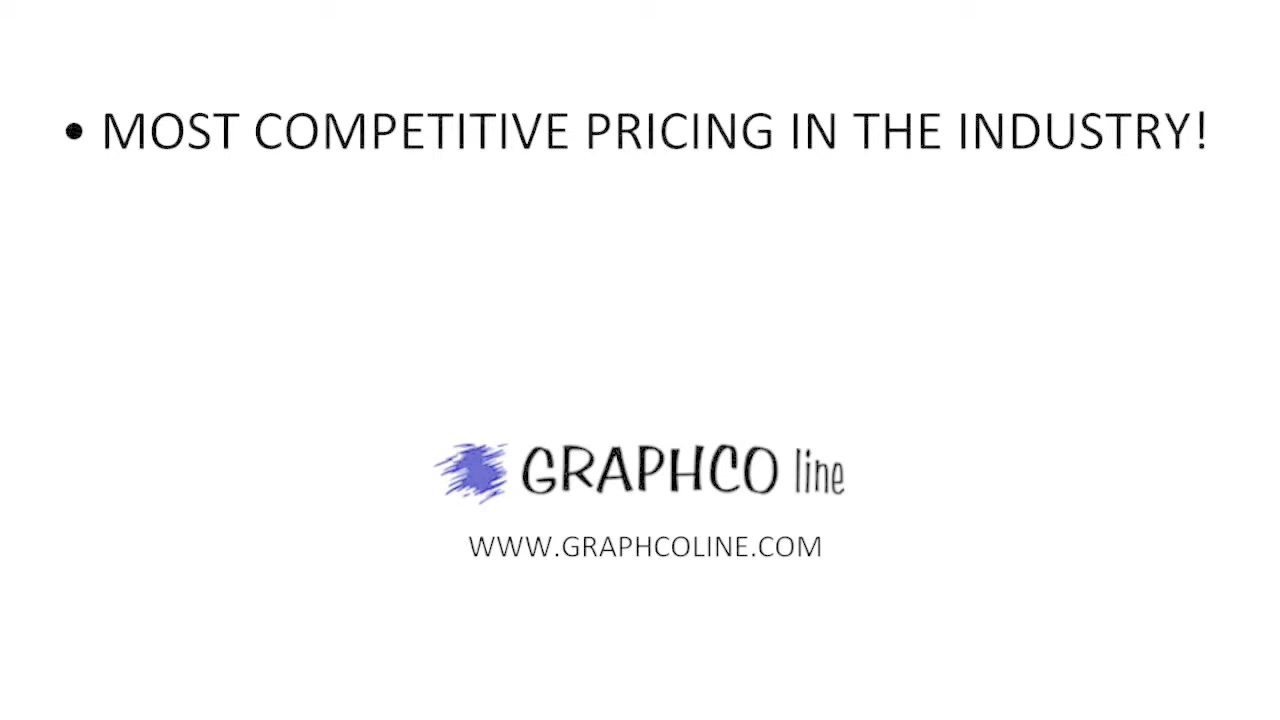 • MOST COMPETITIVE PRICING IN THE INDUSTRY!
GRAPHCO line
WWW.GRAPHCOLINE.COM